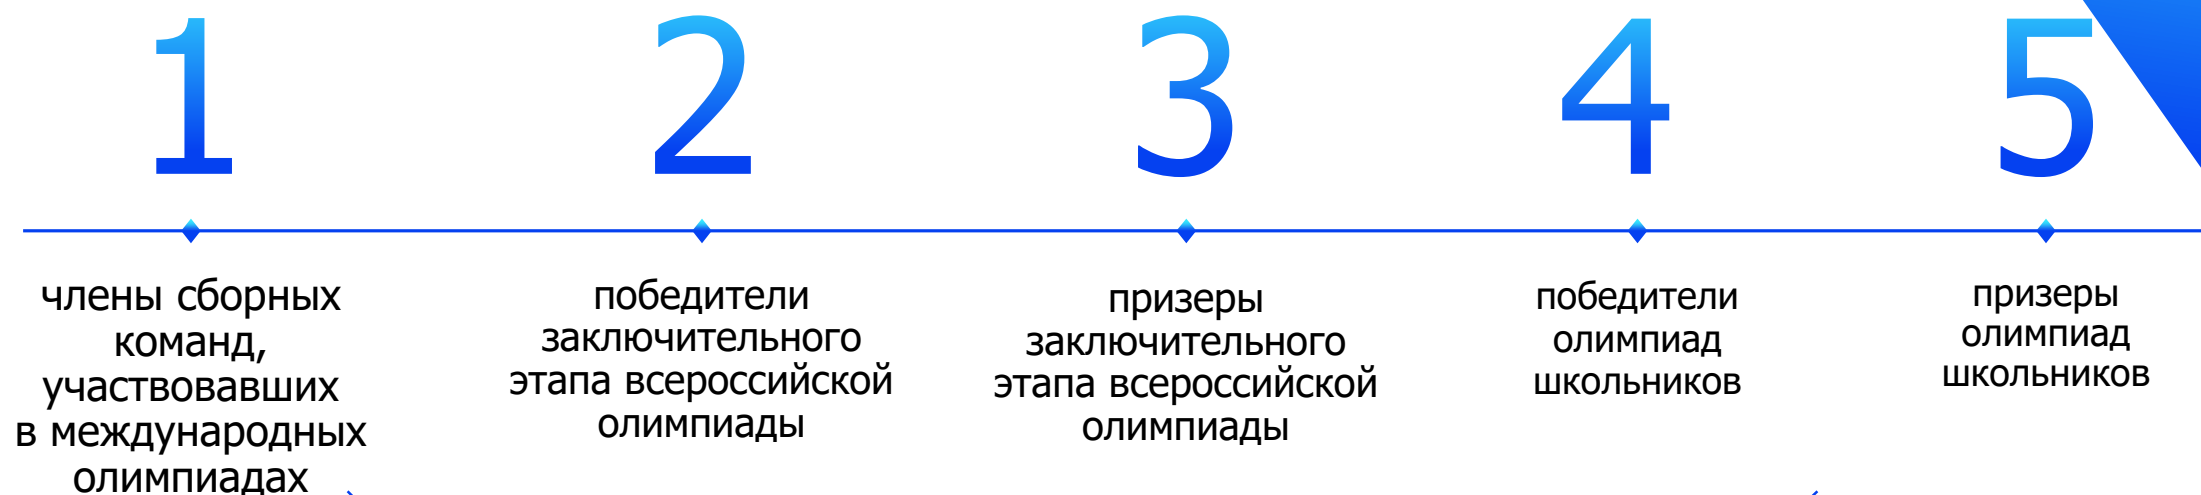 1
2
3
4
5
члены сборных
команд,
участвовавших
в международных
олимпиадах
победители
заключительного
этапа всероссийской
олимпиады
призеры
заключительного
этапа всероссийской
олимпиады
победители
олимпиад
школьников
призеры
олимпиад
школьников